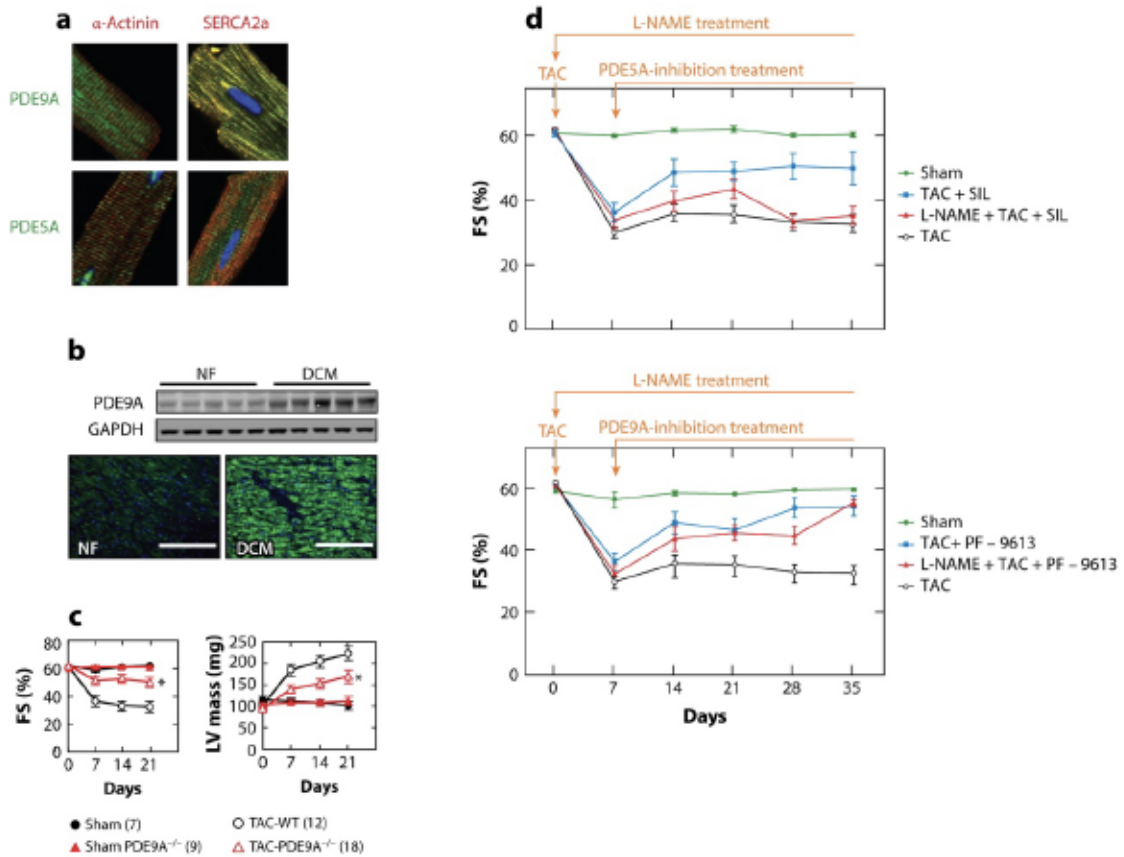 a
α-Actinin SERCA2a
PDE9A
PDE5A
b
NF DCM
PDE9A
GAPDH
NF DCM
c
FS (%)
80
60
40
20
0
0 7 14 21
Days
LV mass (mg)
250
200
150
100
50
0
0 7 14 21
Days
Sham (7)
Sham PDE9A⁻/⁻ (9)
TAC-WT (12)
TAC-PDE9A⁻/⁻ (18)
d
L-NAME treatment
TAC PDE5A-inhibition treatment
FS (%)
60
40
20
0
Sham
TAC + SIL
L-NAME + TAC + SIL
TAC
L-NAME treatment
TAC PDE9A-inhibition treatment
FS (%)
60
40
20
0
0 7 14 21 28 35
Days
Sham
TAC+ PF – 9613
L-NAME + TAC + PF – 9613
TAC
*
*